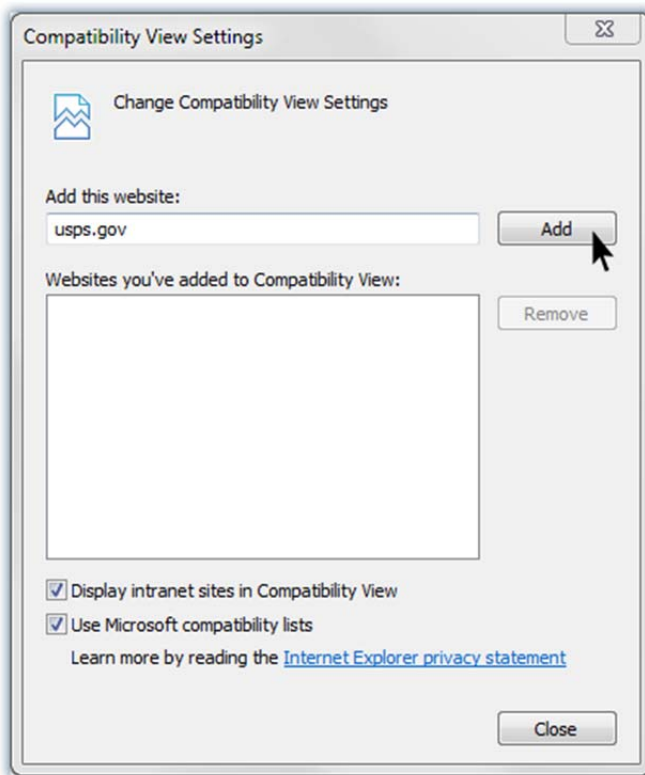 Compatibility View Settings
Change Compatibility View Settings
Add this website:
usps.gov
Add
Websites you've added to Compatibility View:
Remove
Display intranet sites in Compatibility View
Use Microsoft compatibility lists
Learn more by reading the Internet Explorer privacy statement
Close